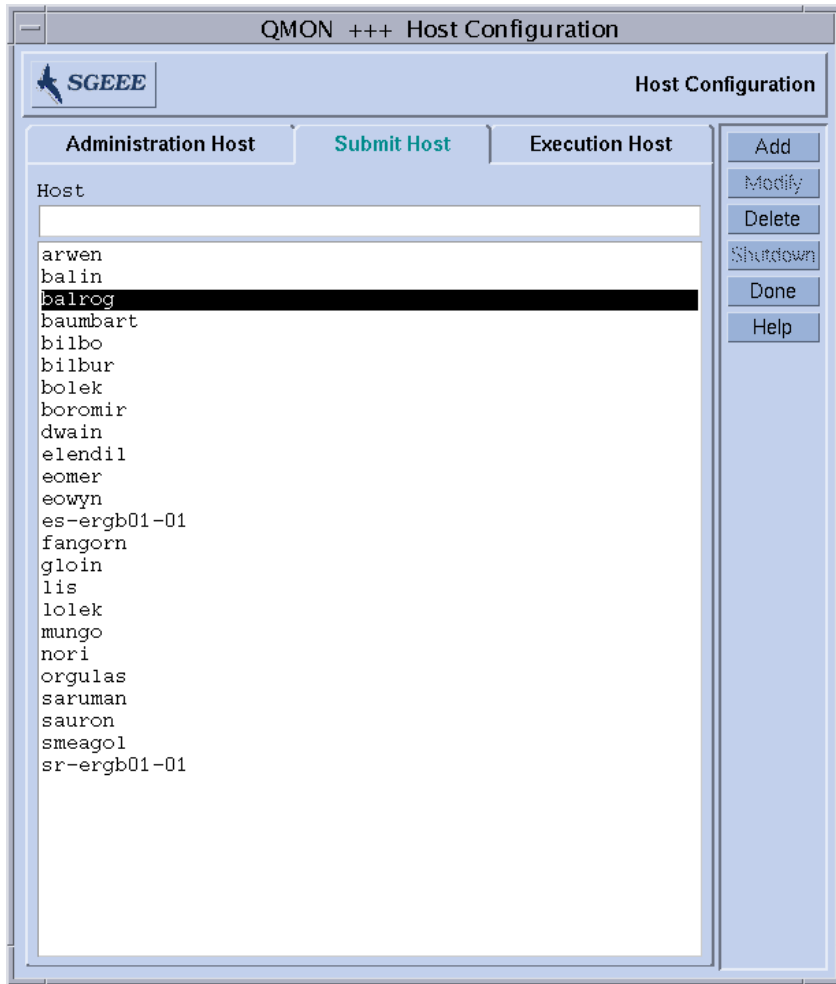 QMON +++ Host Configuration
SGEEE
Host Configuration
Administration Host
Submit Host
Execution Host
Host
arwen
balin
balrog
baumbart
bilbo
bilbur
bolek
boromir
dwain
elendil
eomer
eowyn
es-ergb01-01
fangorn
gloin
lis
lolek
mungo
nori
orgulas
saruman
sauron
smeagol
sr-ergb01-01
Add
Modify
Delete
Shutdown
Done
Help